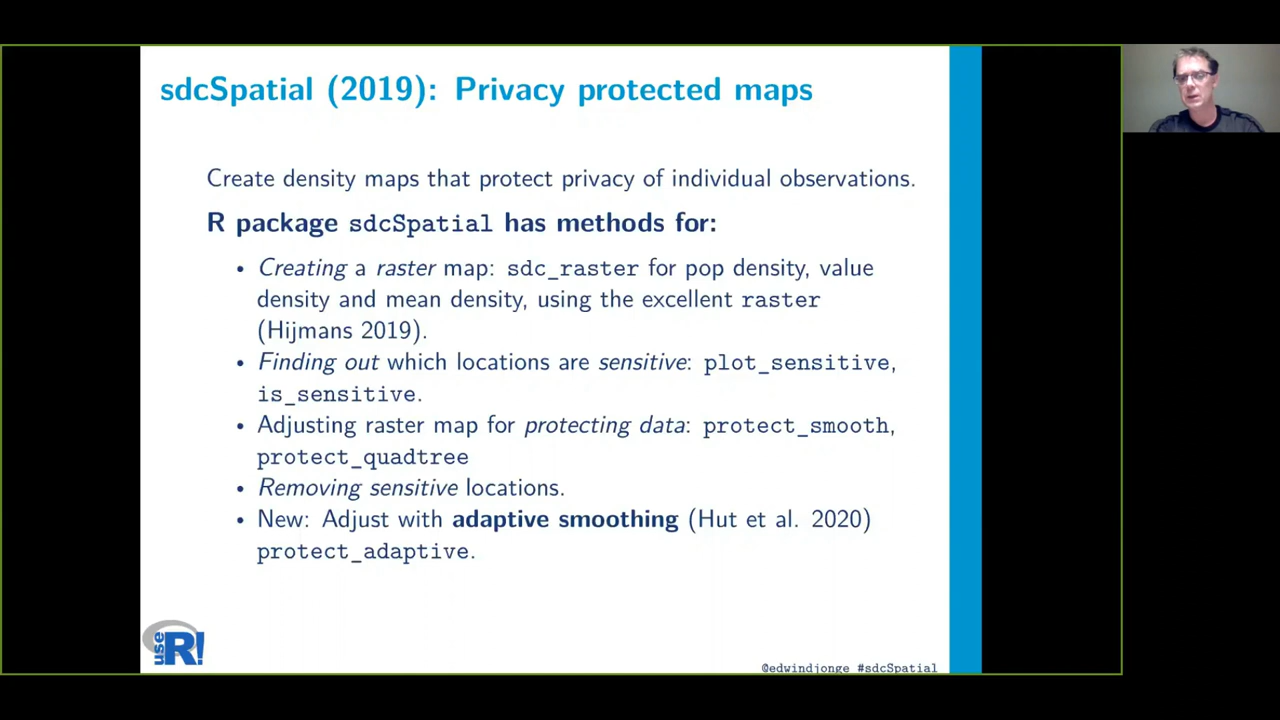 sdcSpatial (2019): Privacy protected maps
Create density maps that protect privacy of individual observations.
R package sdcSpatial has methods for:
• Creating a raster map: sdc_raster for pop density, value
density and mean density, using the excellent raster
(Hijmans 2019).
• Finding out which locations are sensitive: plot_sensitive,
is_sensitive.
• Adjusting raster map for protecting data: protect_smooth,
protect_quadtree
• Removing sensitive locations.
• New: Adjust with adaptive smoothing (Hut et al. 2020)
protect_adaptive.
use R!
@edwindjonge #sdcSpatial